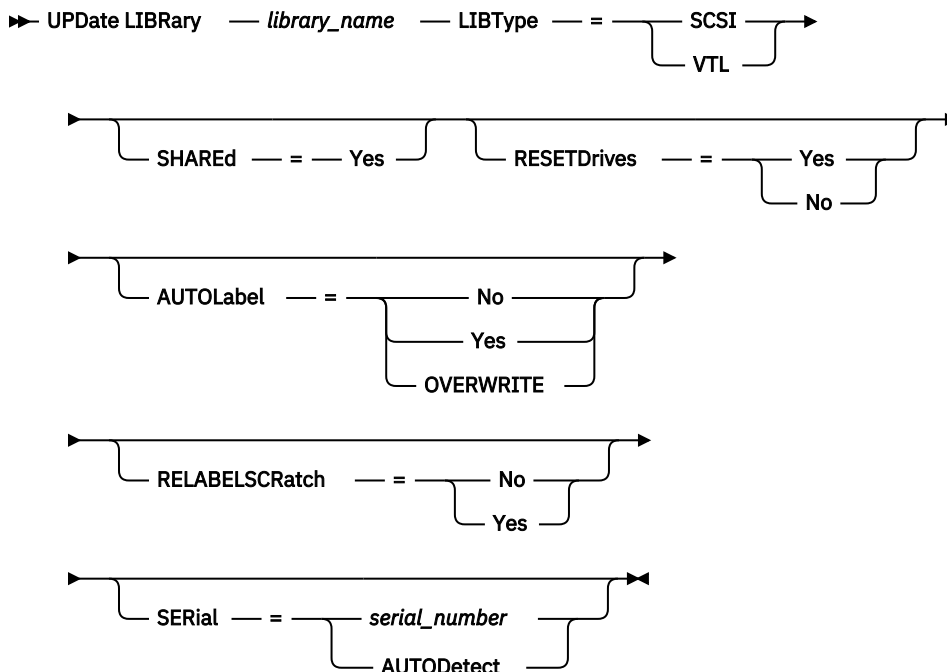 UPDate LIBRary library_name LIBType = SCSI
VTL
SHAREd = Yes RESETDrives = Yes
No
AUTOLabel = No
Yes
OVERWRITE
RELABELSCRatch = No
Yes
SERial = serial_number
AUTODetect